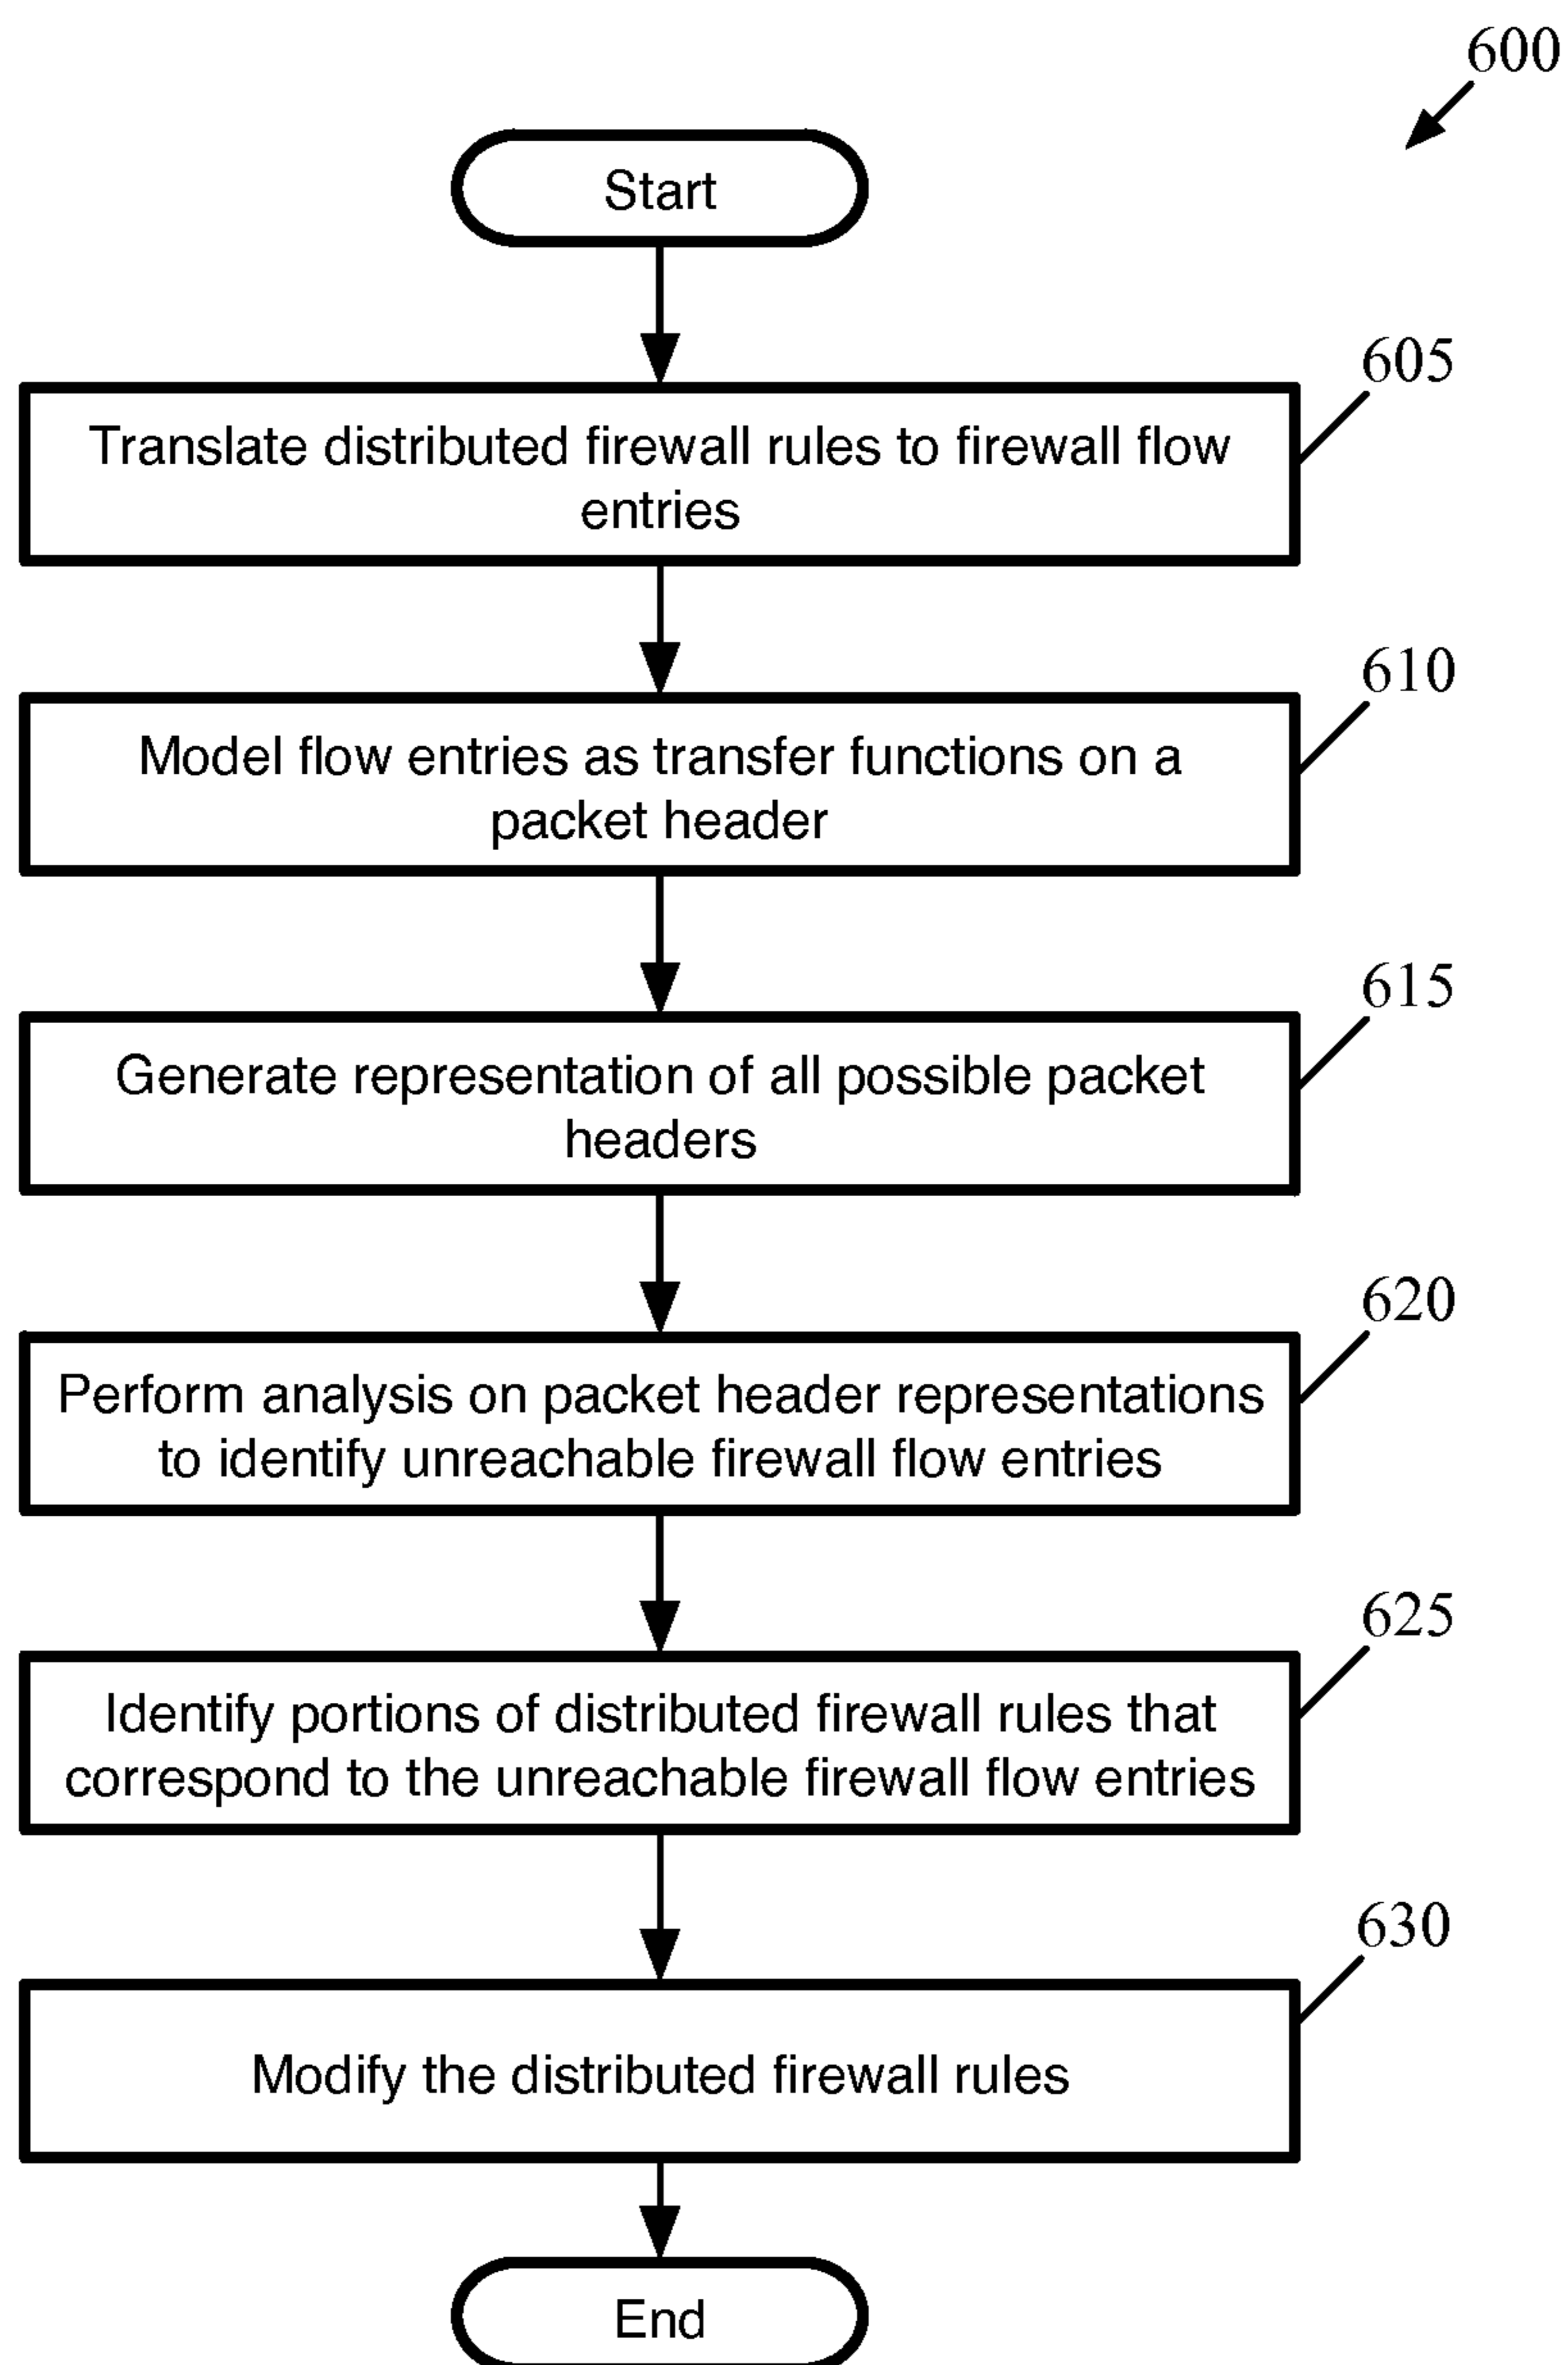 600
Start
605
Translate distributed firewall rules to firewall flow
entries
610
Model flow entries as transfer functions on a
packet header
615
Generate representation of all possible packet
headers
620
Perform analysis on packet header representations
to identify unreachable firewall flow entries
625
Identify portions of distributed firewall rules that
correspond to the unreachable firewall flow entries
630
Modify the distributed firewall rules
End